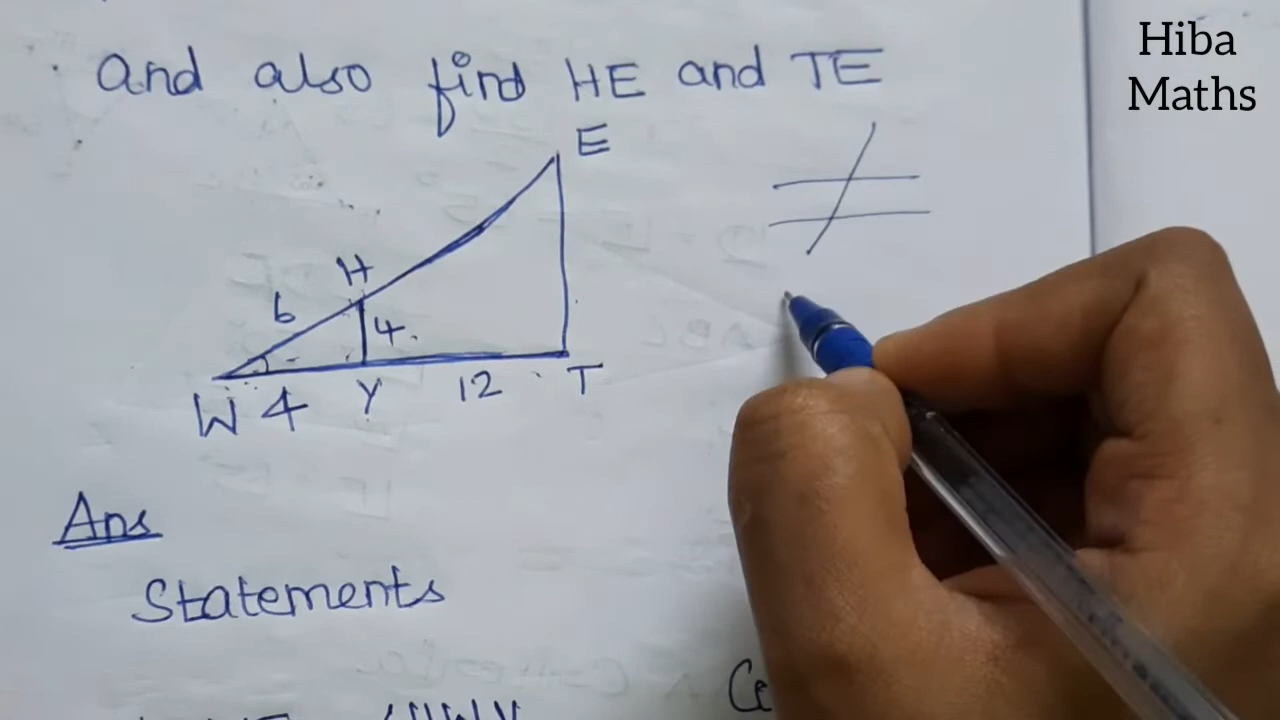 Hiba
Maths
And also find HE and TE
E
H
6
4.
W 4 Y 12 T
Ans
Statements